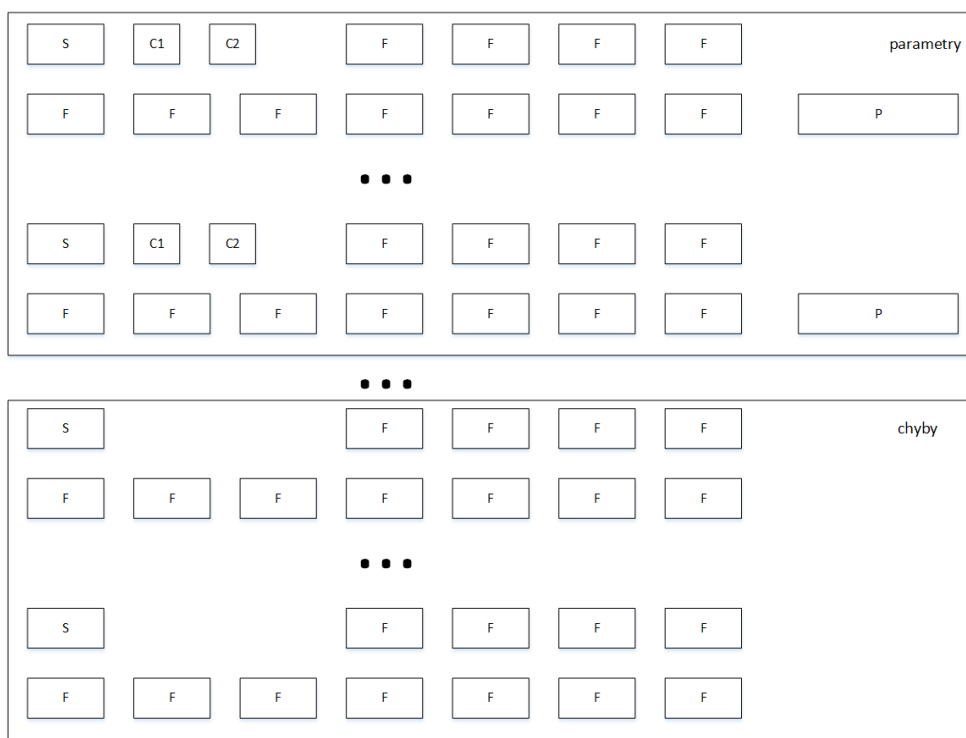 S C1 C2 F F F F parametry
F F F F F F F P
S C1 C2 F F F F
F F F F F F F P
S F F F F chyby
F F F F F F F
S F F F F
F F F F F F F